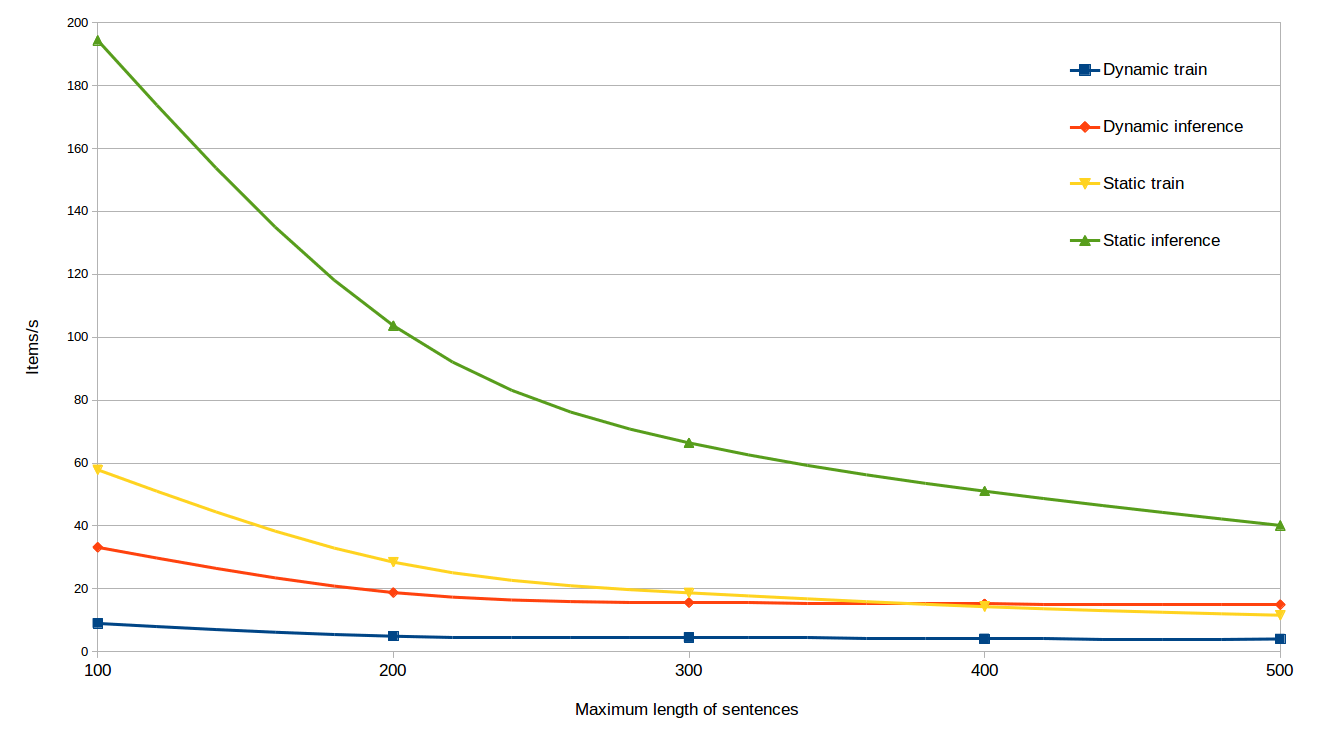 200
180
160
140
120
100
80
60
40
20
0
Items/s
Dynamic train
Dynamic inference
Static train
Static inference
100 200 300 400 500
Maximum length of sentences